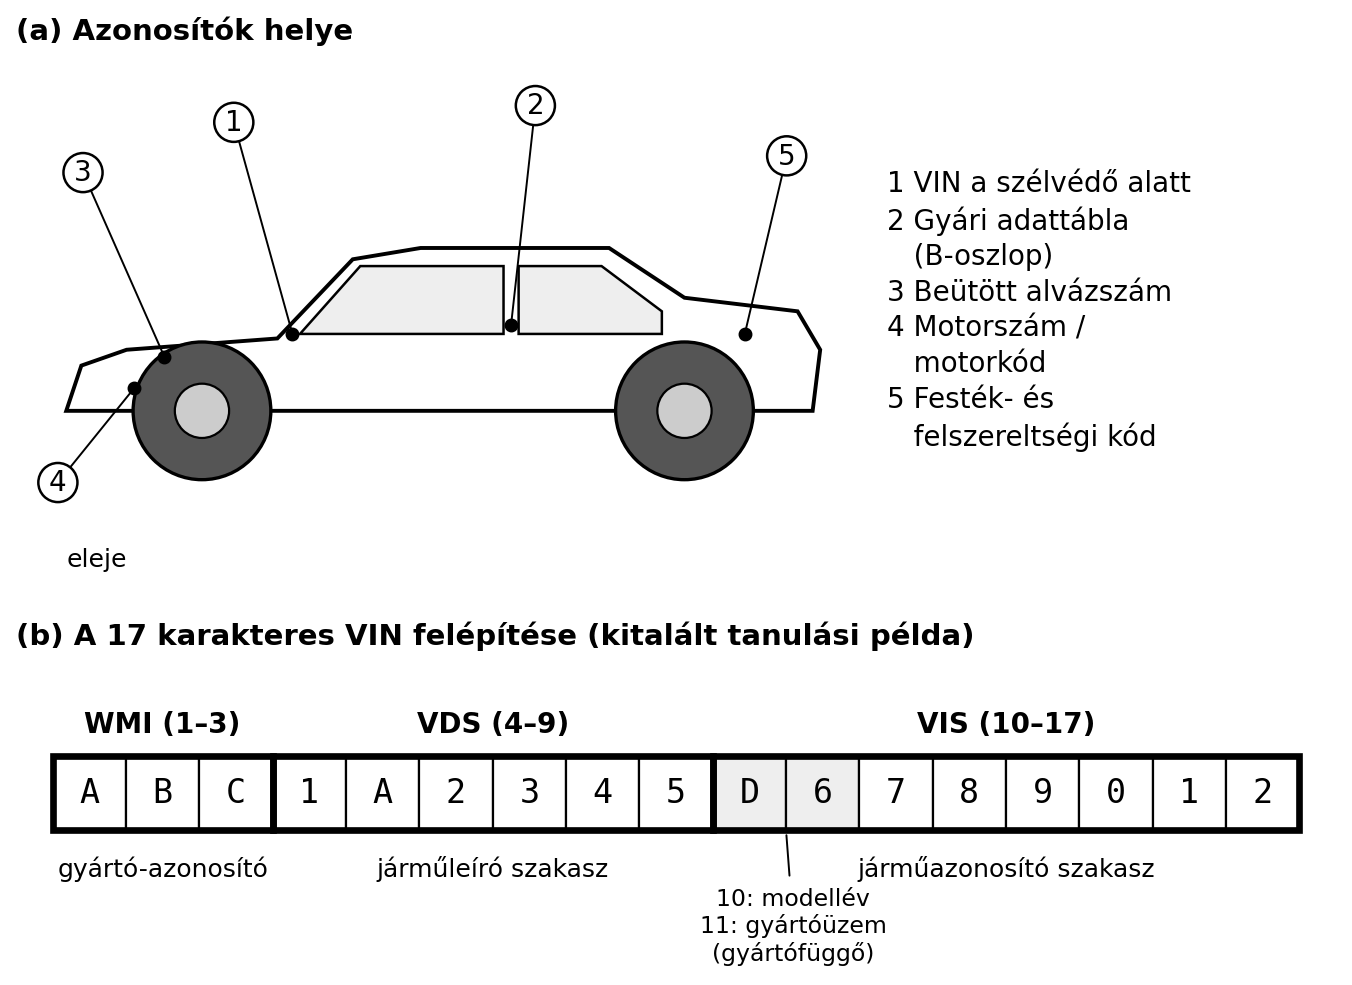 (a) Azonosítók helye
1
2
3
5
4
1 VIN a szélvédő alatt
2 Gyári adattábla
(B-oszlop)
3 Beütött alvázszám
4 Motorszám /
motorkód
5 Festék- és
felszereltségi kód
eleje
(b) A 17 karakteres VIN felépítése (kitalált tanulási példa)
WMI (1–3) VDS (4–9) VIS (10–17)
A B C 1 A 2 3 4 5 D 6 7 8 9 0 1 2
gyártó-azonosító járműleíró szakasz járműazonosító szakasz
10: modellév
11: gyártóüzem
(gyártófüggő)